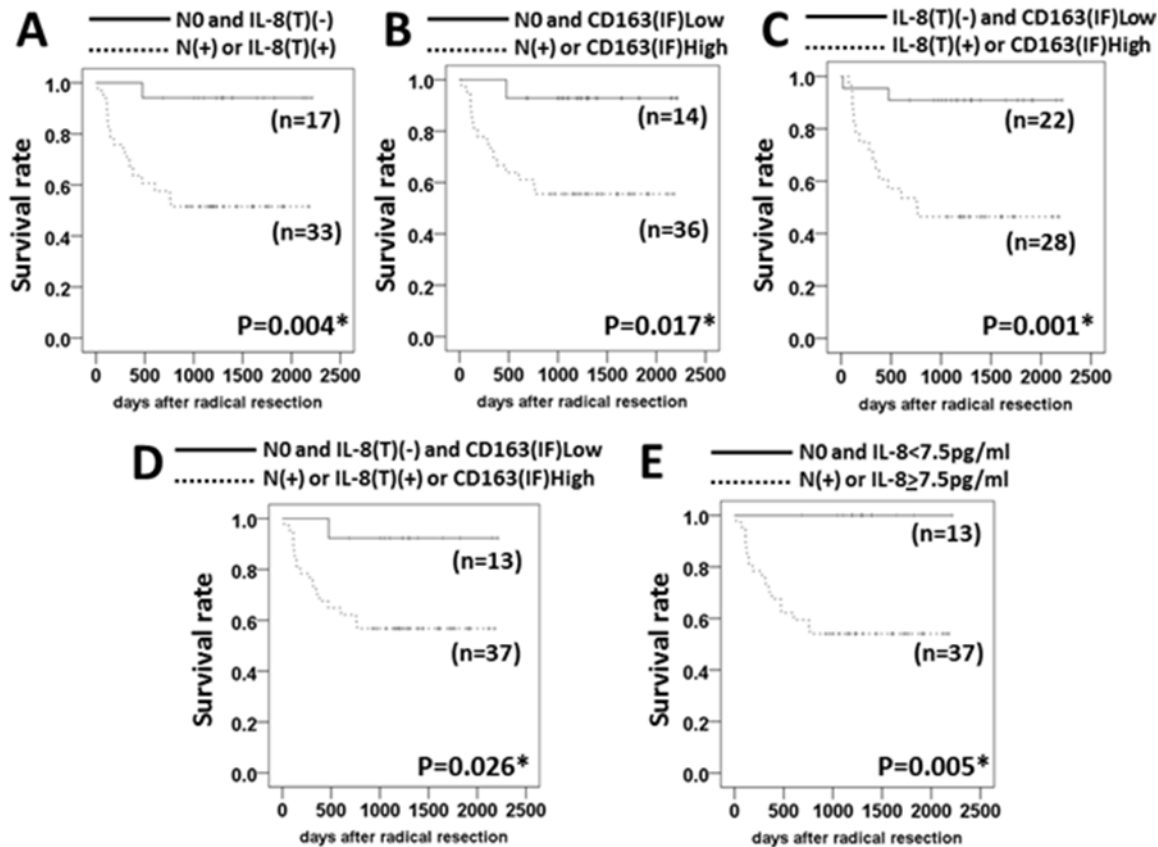 A
N0 and IL-8(T)(-)
N(+) or IL-8(T)(+)
Survival rate
1.0
0.8
0.6
0.4
0.2
0.0
(n=17)
(n=33)
P=0.004*
0 500 1000 1500 2000 2500
days after radical resection
B
N0 and CD163(IF)Low
N(+) or CD163(IF)High
Survival rate
1.0
0.8
0.6
0.4
0.2
0.0
(n=14)
(n=36)
P=0.017*
0 500 1000 1500 2000 2500
days after radical resection
C
IL-8(T)(-) and CD163(IF)Low
IL-8(T)(+) or CD163(IF)High
Survival rate
1.0
0.8
0.6
0.4
0.2
0.0
(n=22)
(n=28)
P=0.001*
0 500 1000 1500 2000 2500
days after radical resection
D
N0 and IL-8(T)(-) and CD163(IF)Low
N(+) or IL-8(T)(+) or CD163(IF)High
Survival rate
1.0
0.8
0.6
0.4
0.2
0.0
(n=13)
(n=37)
P=0.026*
0 500 1000 1500 2000 2500
days after radical resection
E
N0 and IL-8<7.5pg/ml
N(+) or IL-8≥7.5pg/ml
Survival rate
1.0
0.8
0.6
0.4
0.2
0.0
(n=13)
(n=37)
P=0.005*
0 500 1000 1500 2000 2500
days after radical resection